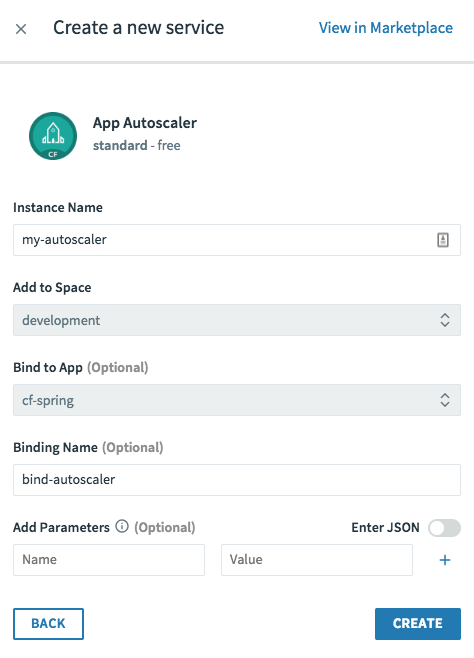 Create a new service View in Marketplace
App Autoscaler
CF
standard - free
Instance Name
my-autoscaler
Add to Space
development
Bind to App (Optional)
cf-spring
Binding Name (Optional)
bind-autoscaler
Add Parameters (Optional) Enter JSON
Name Value +
BACK CREATE